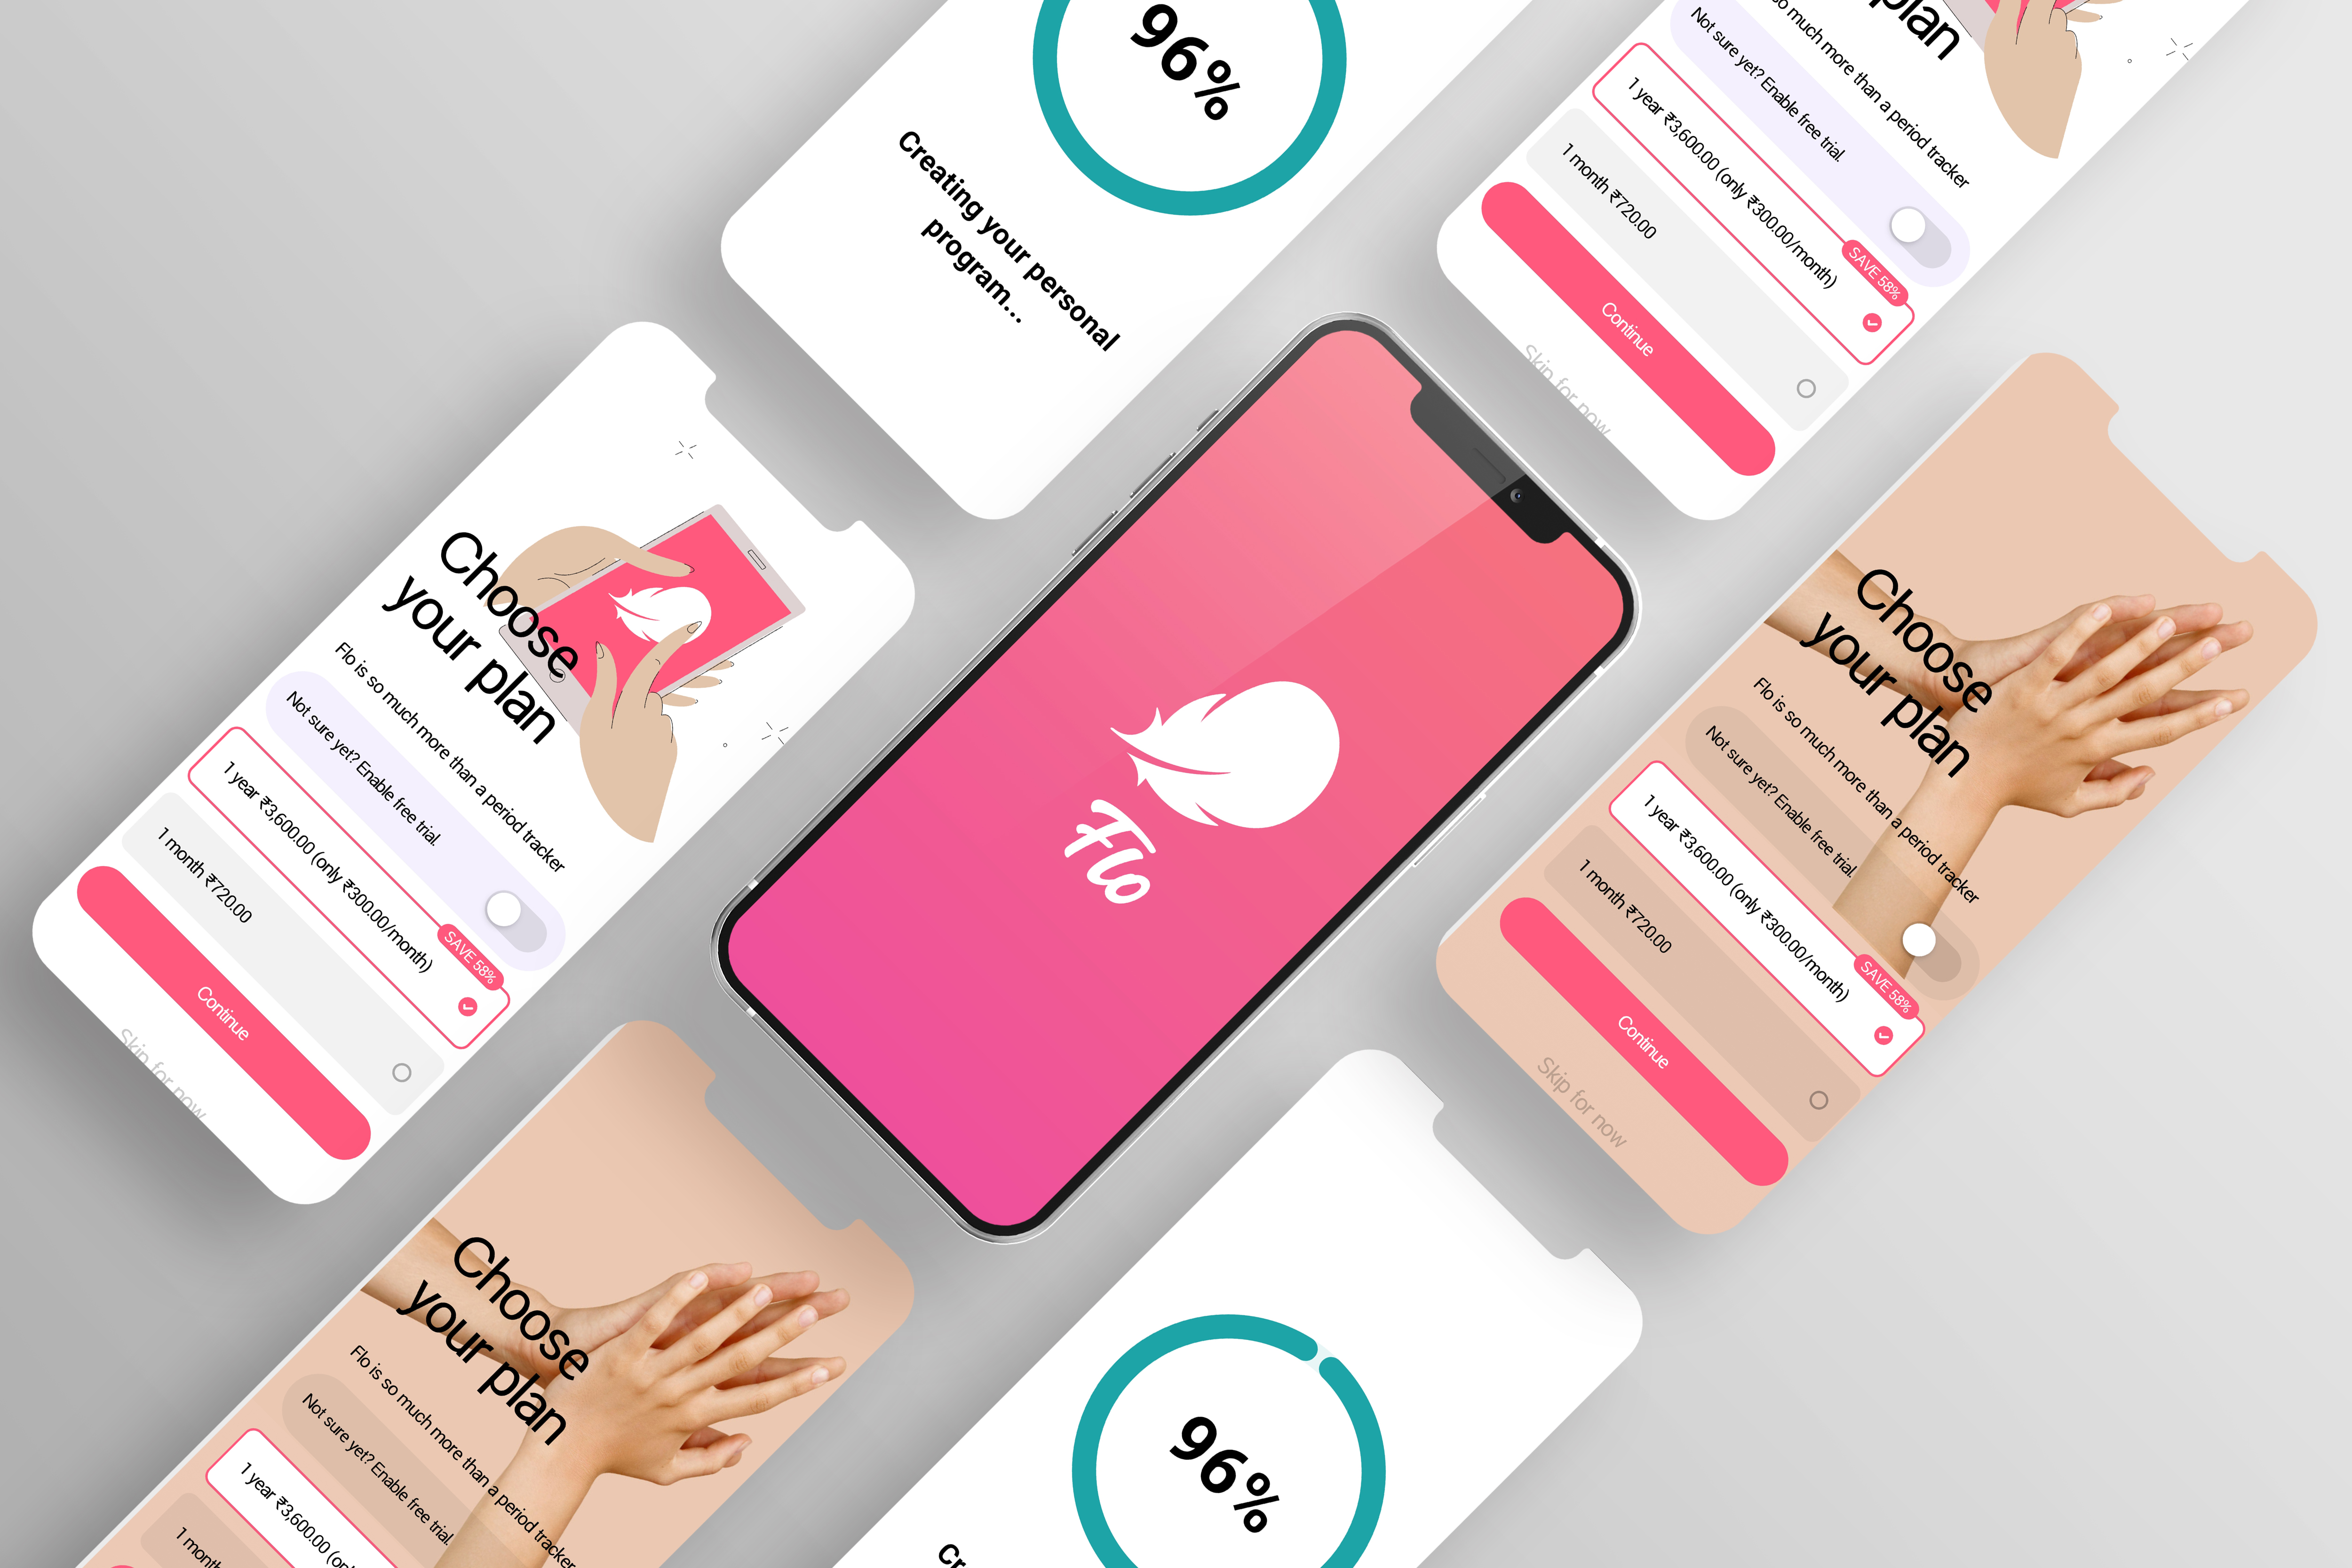 96%
Creating your personal
program...
plan
so much more than a period tracker
Not sure yet? Enable free trial.
1 year ₹3,600.00 (only ₹300.00/month)
SAVE 58%
1 month ₹720.00
Continue
Skip for now
Choose
your plan
Flo is so much more than a period tracker
Not sure yet? Enable free trial.
1 year ₹3,600.00 (only ₹300.00/month)
SAVE 58%
1 month ₹720.00
Continue
Skip for now
Flo
Choose
your plan
Flo is so much more than a period tracker
Not sure yet? Enable free trial.
1 year ₹3,600.00 (only ₹300.00/month)
SAVE 58%
1 month ₹720.00
Continue
Skip for now
Choose
your plan
Flo is so much more than a period tracker
Not sure yet? Enable free trial.
1 year ₹3,600.00 (only
1 month
96%
Cr